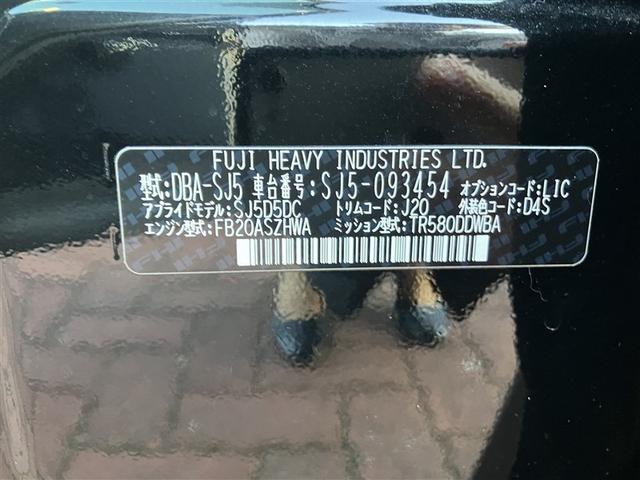 FUJI HEAVY INDUSTRIES LTD.
型式:DBA-SJ5 車台番号:SJ5-093454 オプションコード:LIC
アプライドモデル:SJ5D5DC トリムコード:J20 外装色コード:D4S
エンジン型式:FB20ASZHWA ミッション型式:TR580DDWBA